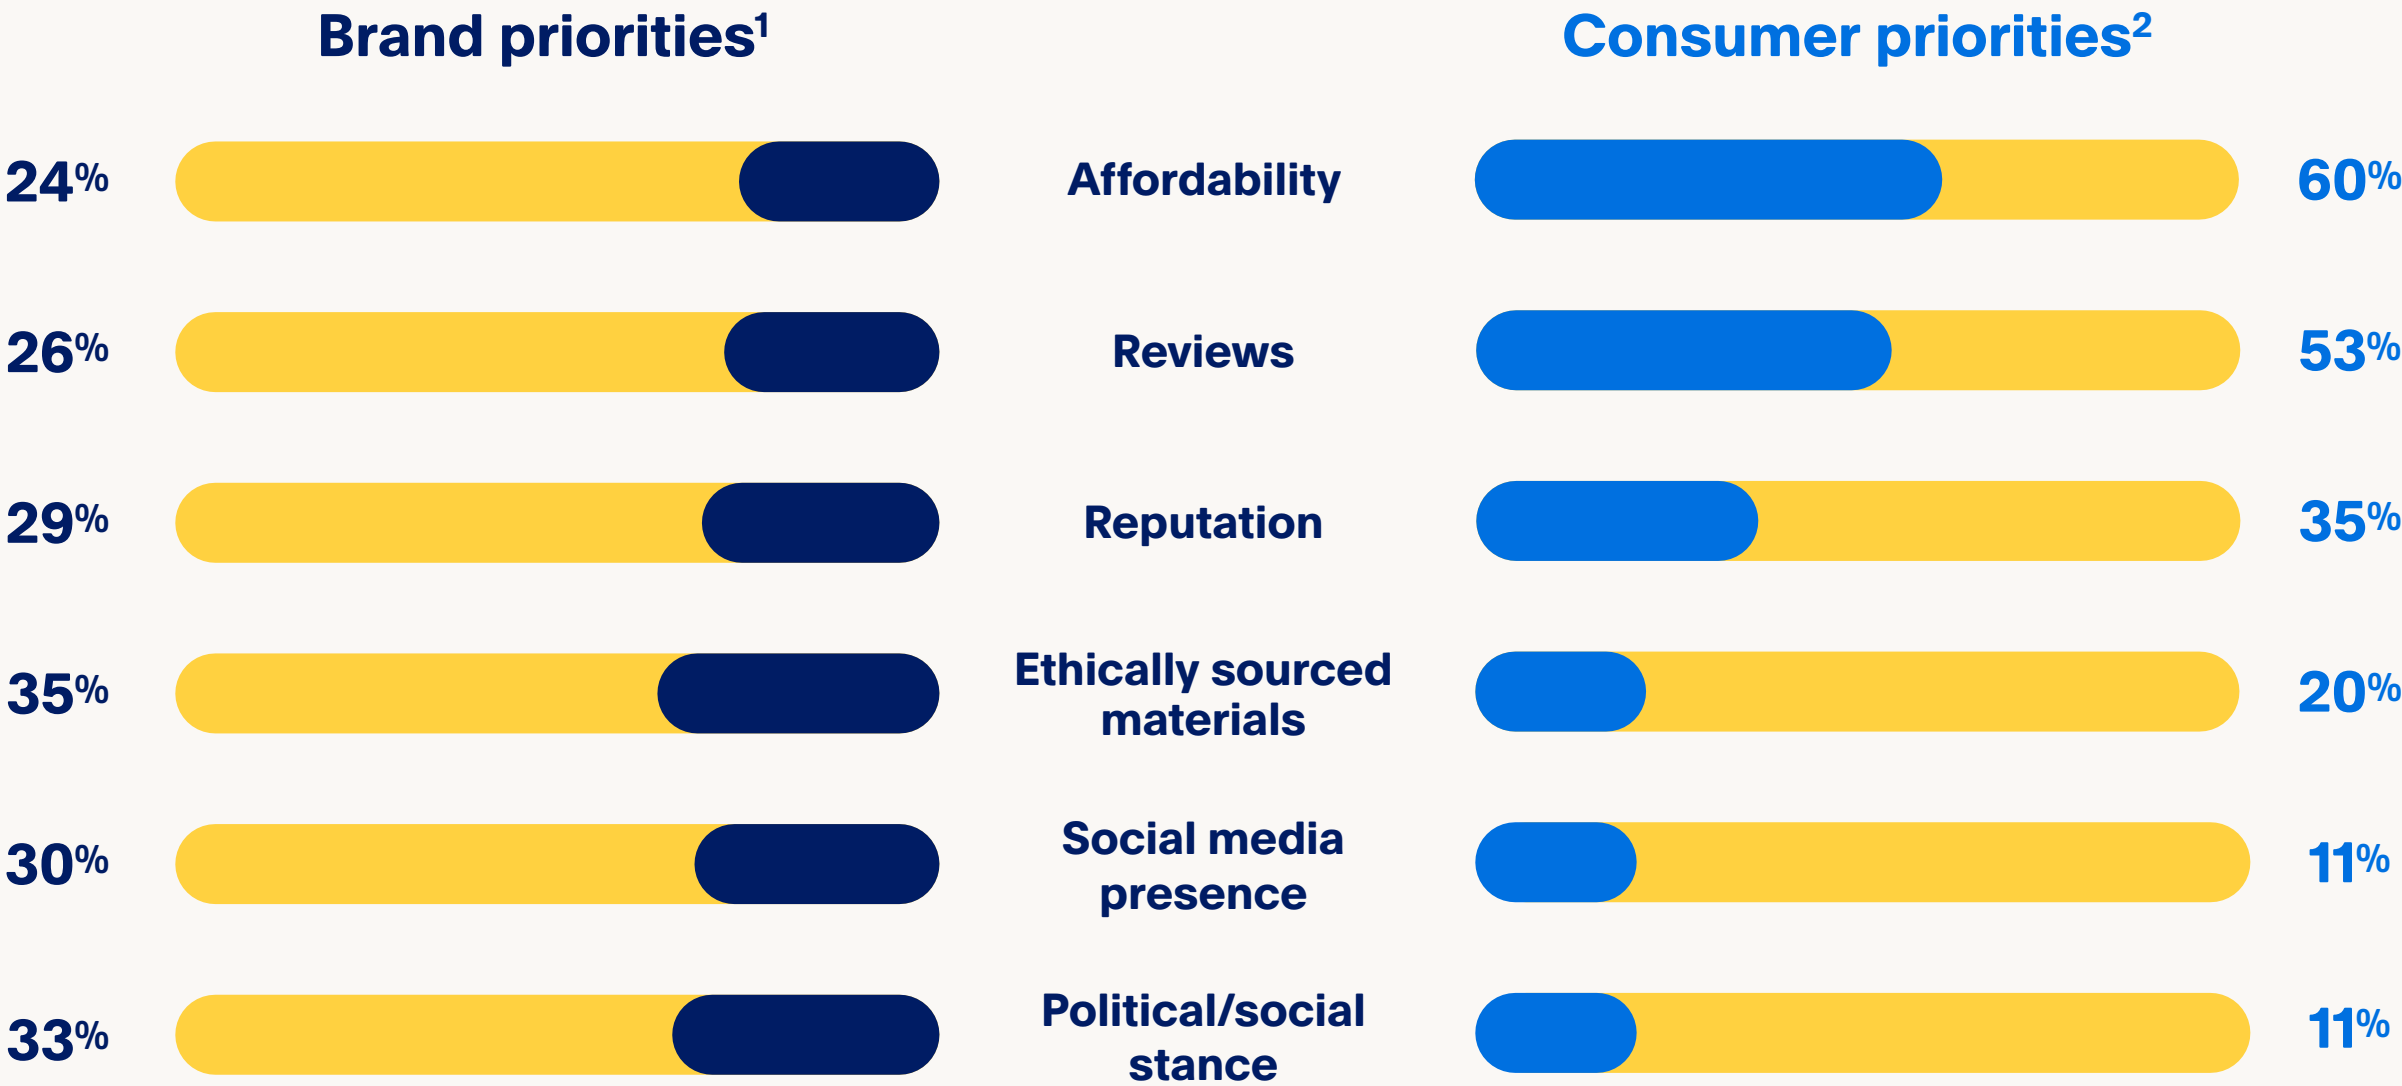 Brand priorities¹
Consumer priorities²
24%
Affordability
60%
26%
Reviews
53%
29%
Reputation
35%
35%
Ethically sourced
materials
20%
30%
Social media
presence
11%
33%
Political/social
stance
11%